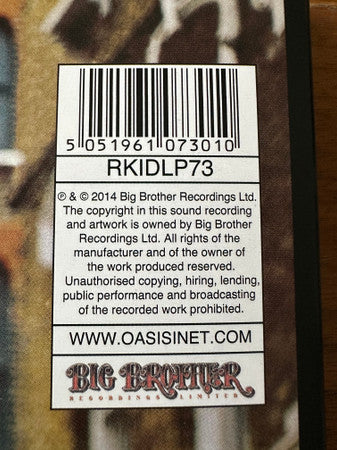 5 051961 073010
RKIDLP73
℗ & © 2014 Big Brother Recordings Ltd.
The copyright in this sound recording
and artwork is owned by Big Brother
Recordings Ltd. All rights of the
manufacturer and of the owner of
the work produced reserved.
Unauthorised copying, hiring, lending,
public performance and broadcasting
of the recorded work prohibited.
WWW.OASISINET.COM
BIG BROTHER
RECORDINGS LIMITED